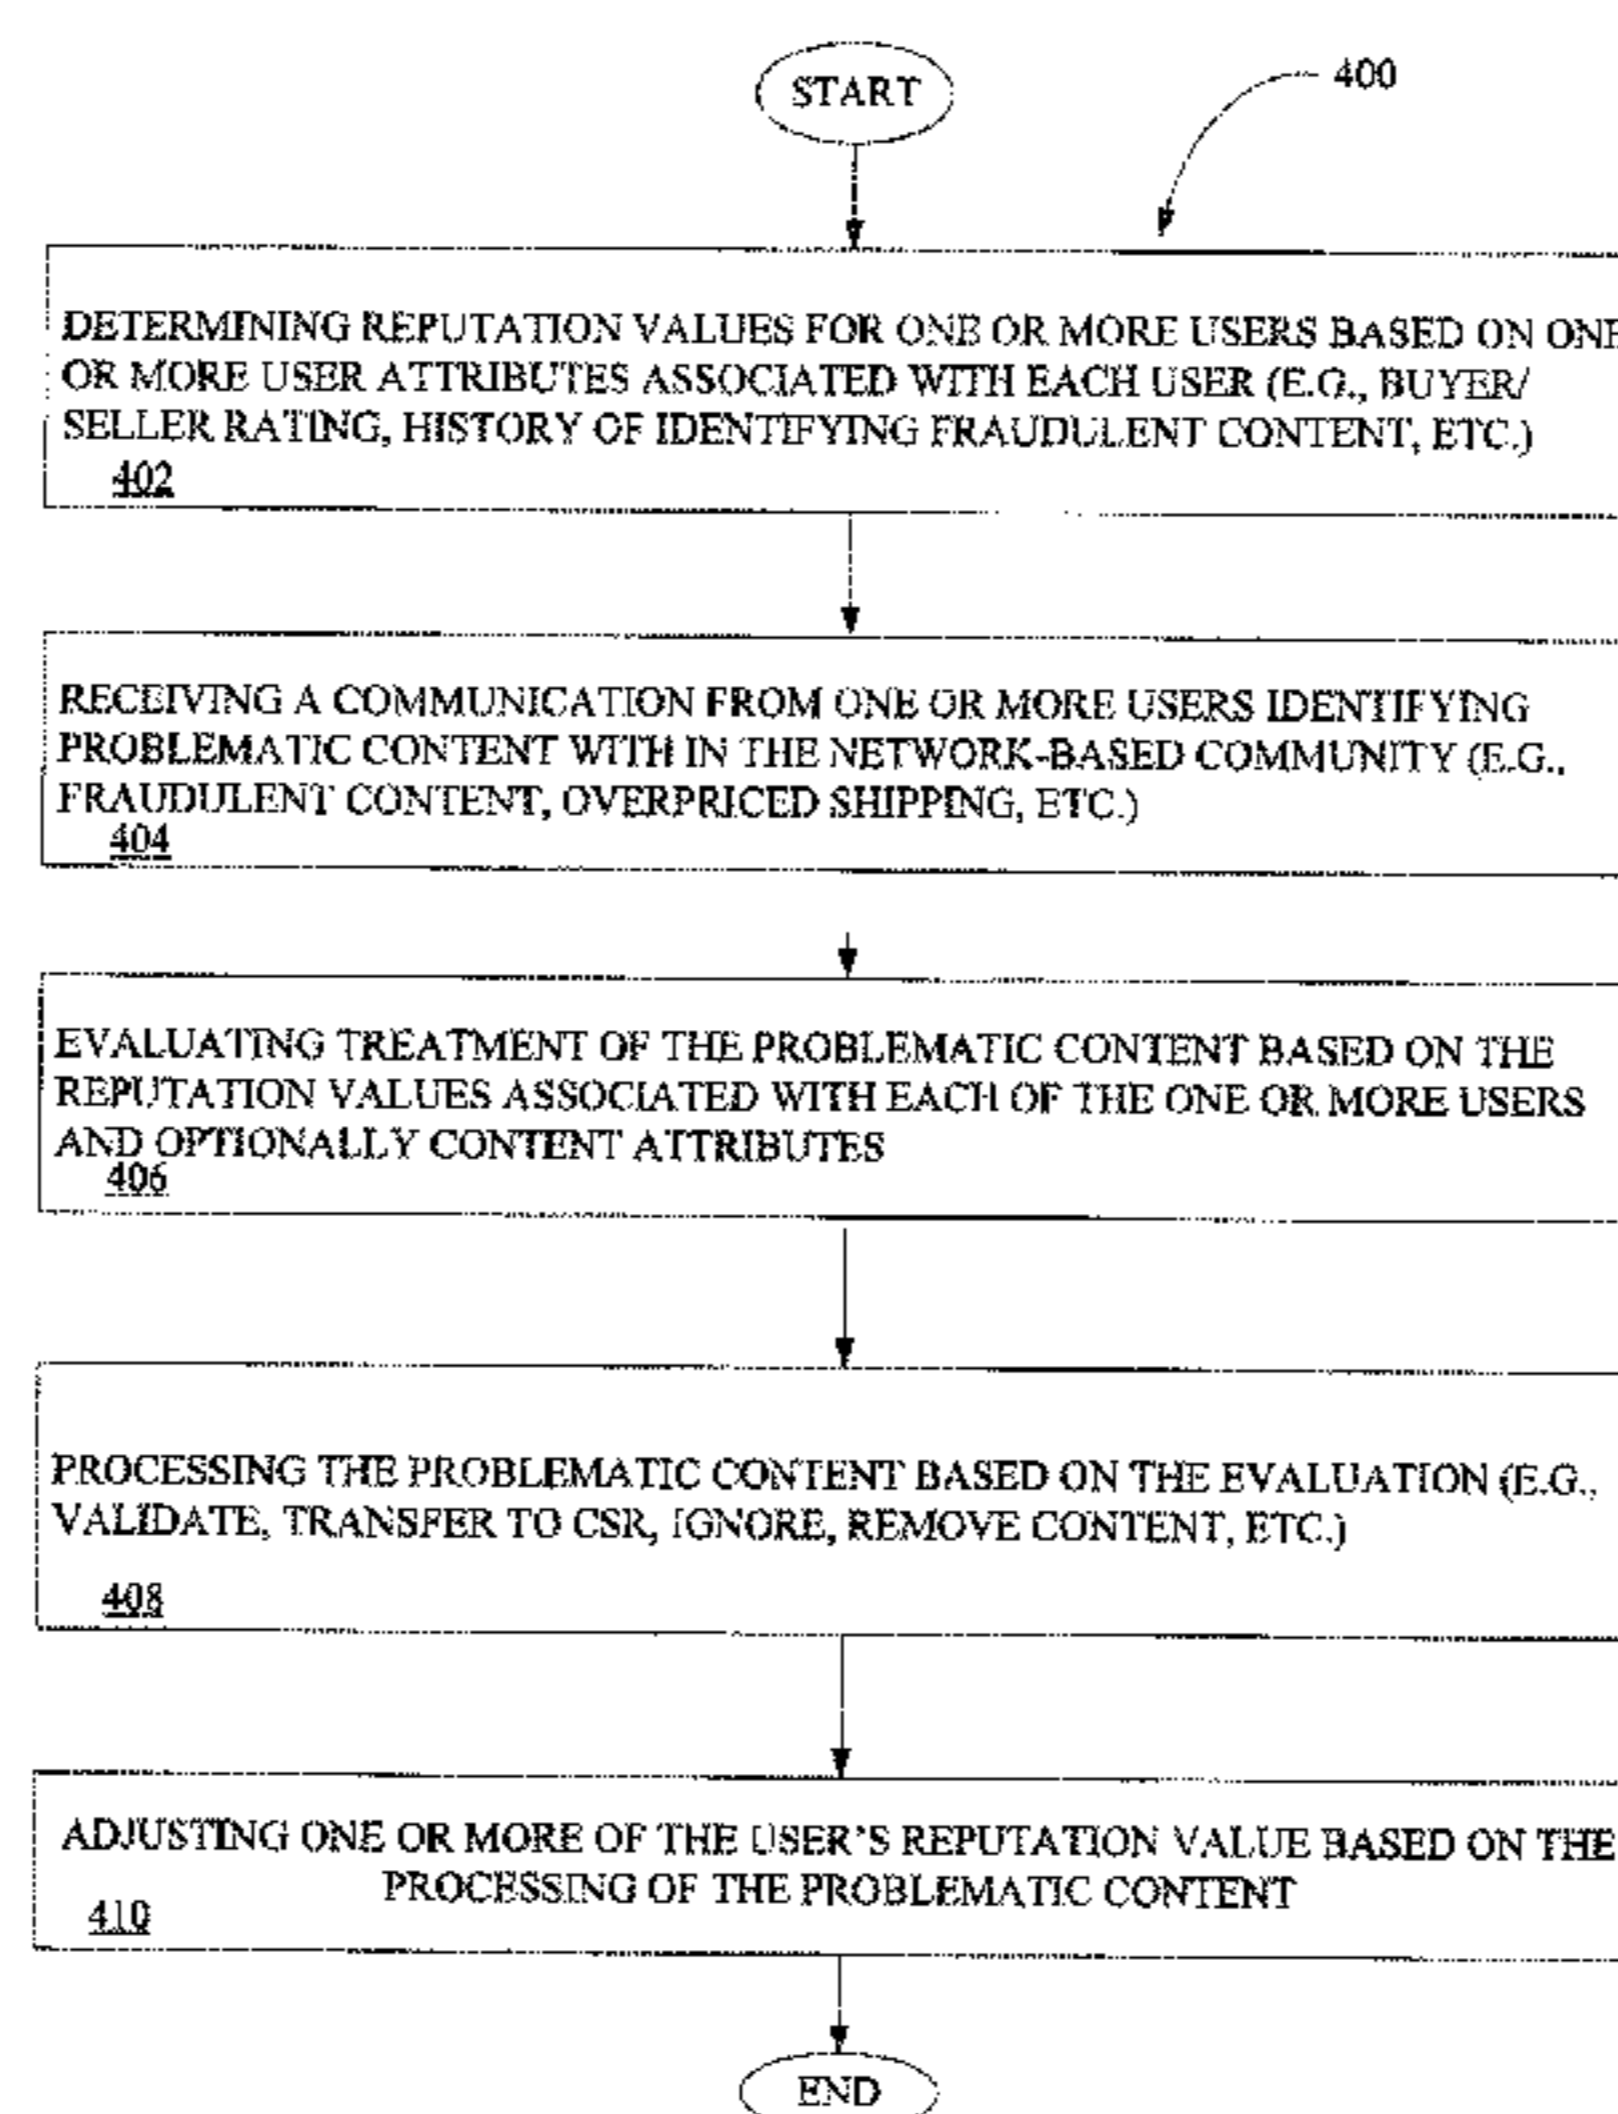 START
400
DETERMINING REPUTATION VALUES FOR ONE OR MORE USERS BASED ON ONE
OR MORE USER ATTRIBUTES ASSOCIATED WITH EACH USER (E.G., BUYER/
SELLER RATING, HISTORY OF IDENTIFYING FRAUDULENT CONTENT, ETC.)
402
RECEIVING A COMMUNICATION FROM ONE OR MORE USERS IDENTIFYING
PROBLEMATIC CONTENT WITH IN THE NETWORK-BASED COMMUNITY (E.G.,
FRAUDULENT CONTENT, OVERPRICED SHIPPING, ETC.)
404
EVALUATING TREATMENT OF THE PROBLEMATIC CONTENT BASED ON THE
REPUTATION VALUES ASSOCIATED WITH EACH OF THE ONE OR MORE USERS
AND OPTIONALLY CONTENT ATTRIBUTES
406
PROCESSING THE PROBLEMATIC CONTENT BASED ON THE EVALUATION (E.G.,
VALIDATE, TRANSFER TO CSR, IGNORE, REMOVE CONTENT, ETC.)
408
ADJUSTING ONE OR MORE OF THE USER'S REPUTATION VALUE BASED ON THE
PROCESSING OF THE PROBLEMATIC CONTENT
410
END